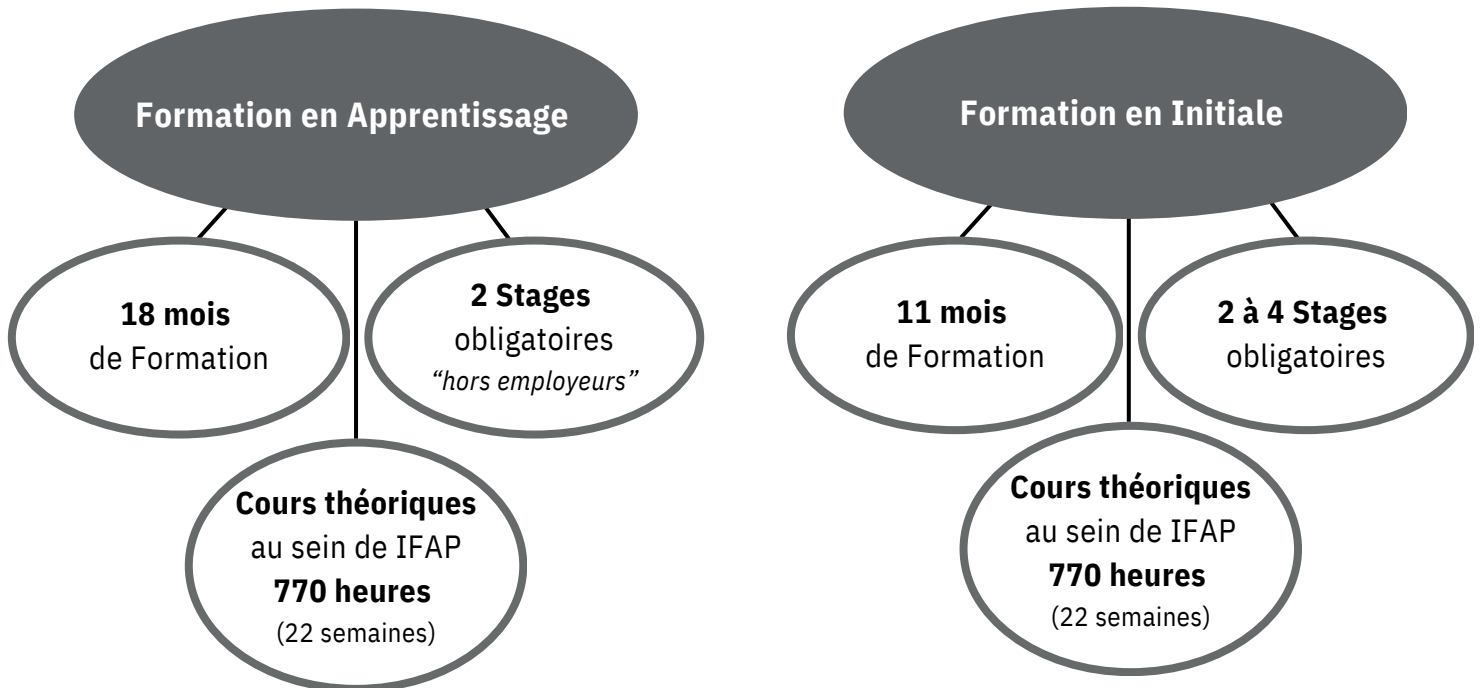 Formation en Apprentissage
18 mois
de Formation
2 Stages
obligatoires
“hors employeurs”
Cours théoriques
au sein de IFAP
770 heures
(22 semaines)
Formation en Initiale
11 mois
de Formation
2 à 4 Stages
obligatoires
Cours théoriques
au sein de IFAP
770 heures
(22 semaines)